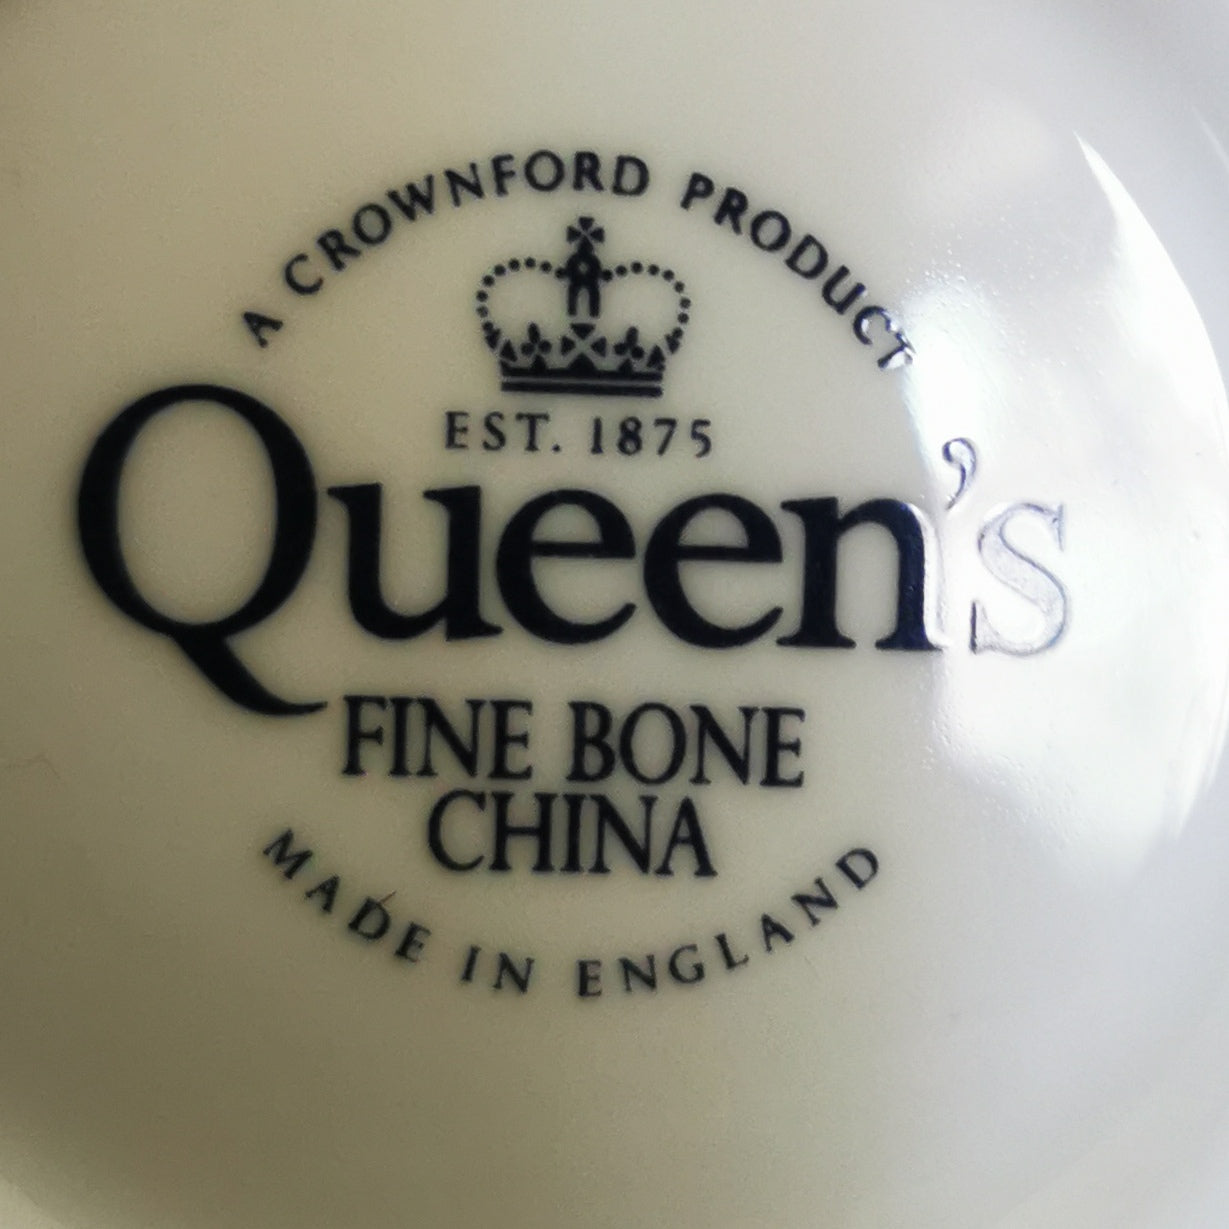 A CROWNFORD PRODUCT
EST. 1875
Queen's
FINE BONE
CHINA
MADE IN ENGLAND